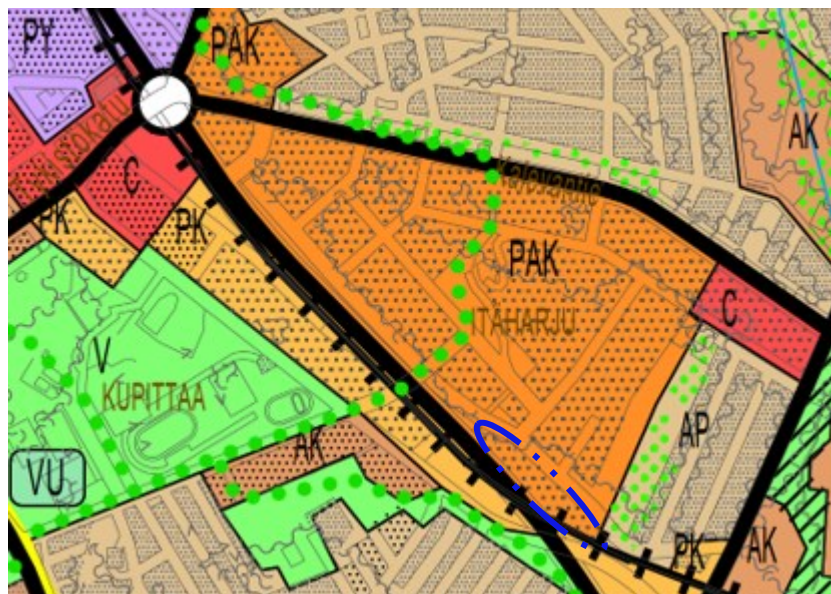 PY
PAK
C
PK
PK
AK
Kalevantie
PAK
ITÄHARJU
C
V
KUPITTAA
AP
AK
VU
PK
AK